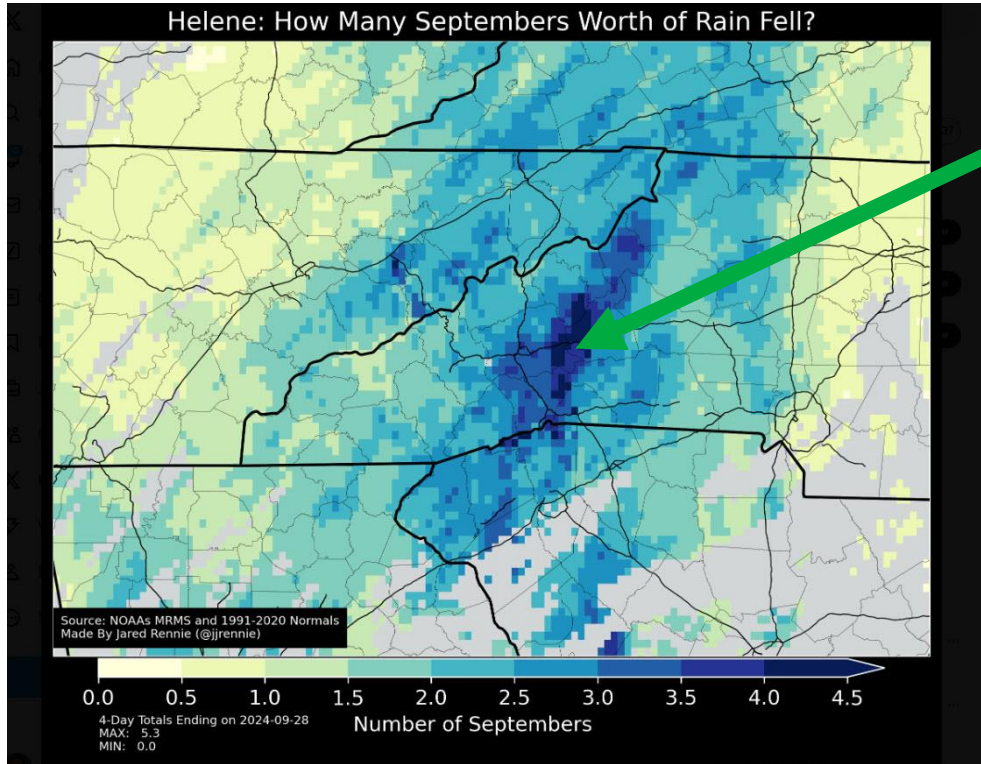 Helene: How Many Septembers Worth of Rain Fell?
Source: NOAAs MRMS and 1991-2020 Normals
Made By Jared Rennie (@jjrennie)
0.0 0.5 1.0 1.5 2.0 2.5 3.0 3.5 4.0 4.5
4-Day Totals Ending on 2024-09-28
Number of Septembers
MAX: 5.3
MIN: 0.0